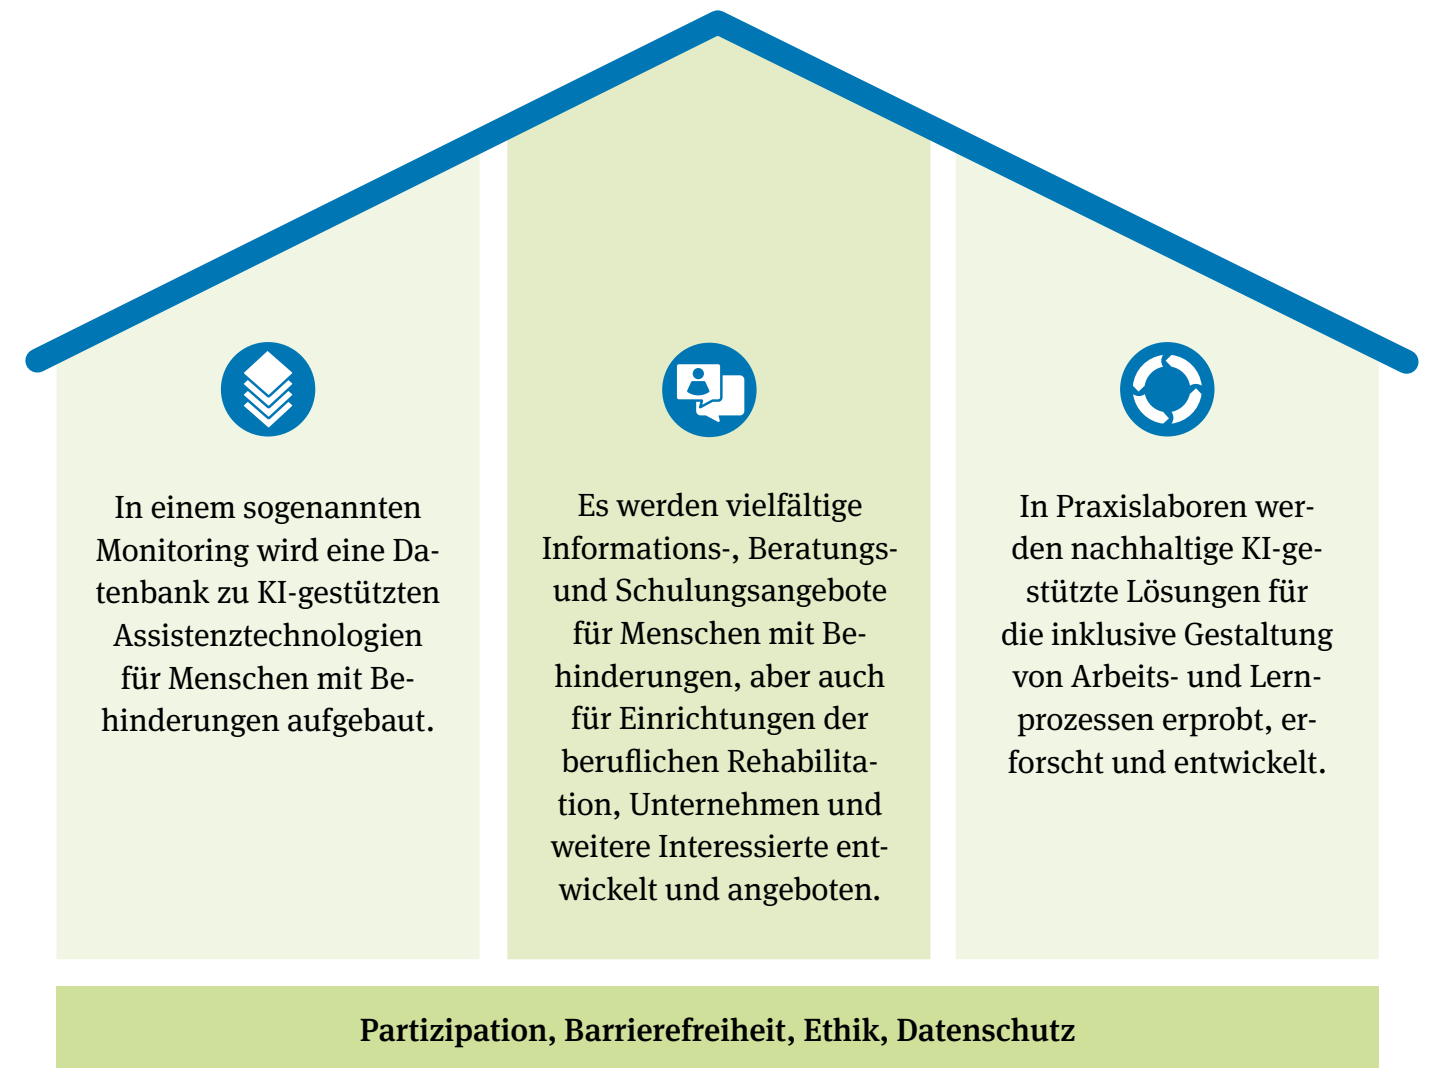 In einem sogenannten
Monitoring wird eine Da-
tenbank zu KI-gestützten
Assistenztechnologien
für Menschen mit Be-
hinderungen aufgebaut.
Es werden vielfältige
Informations-, Beratungs-
und Schulungsangebote
für Menschen mit Be-
hinderungen, aber auch
für Einrichtungen der
beruflichen Rehabilita-
tion, Unternehmen und
weitere Interessierte ent-
wickelt und angeboten.
In Praxislaboren wer-
den nachhaltige KI-ge-
stützte Lösungen für
die inklusive Gestaltung
von Arbeits- und Lern-
prozessen erprobt, er-
forscht und entwickelt.
Partizipation, Barrierefreiheit, Ethik, Datenschutz